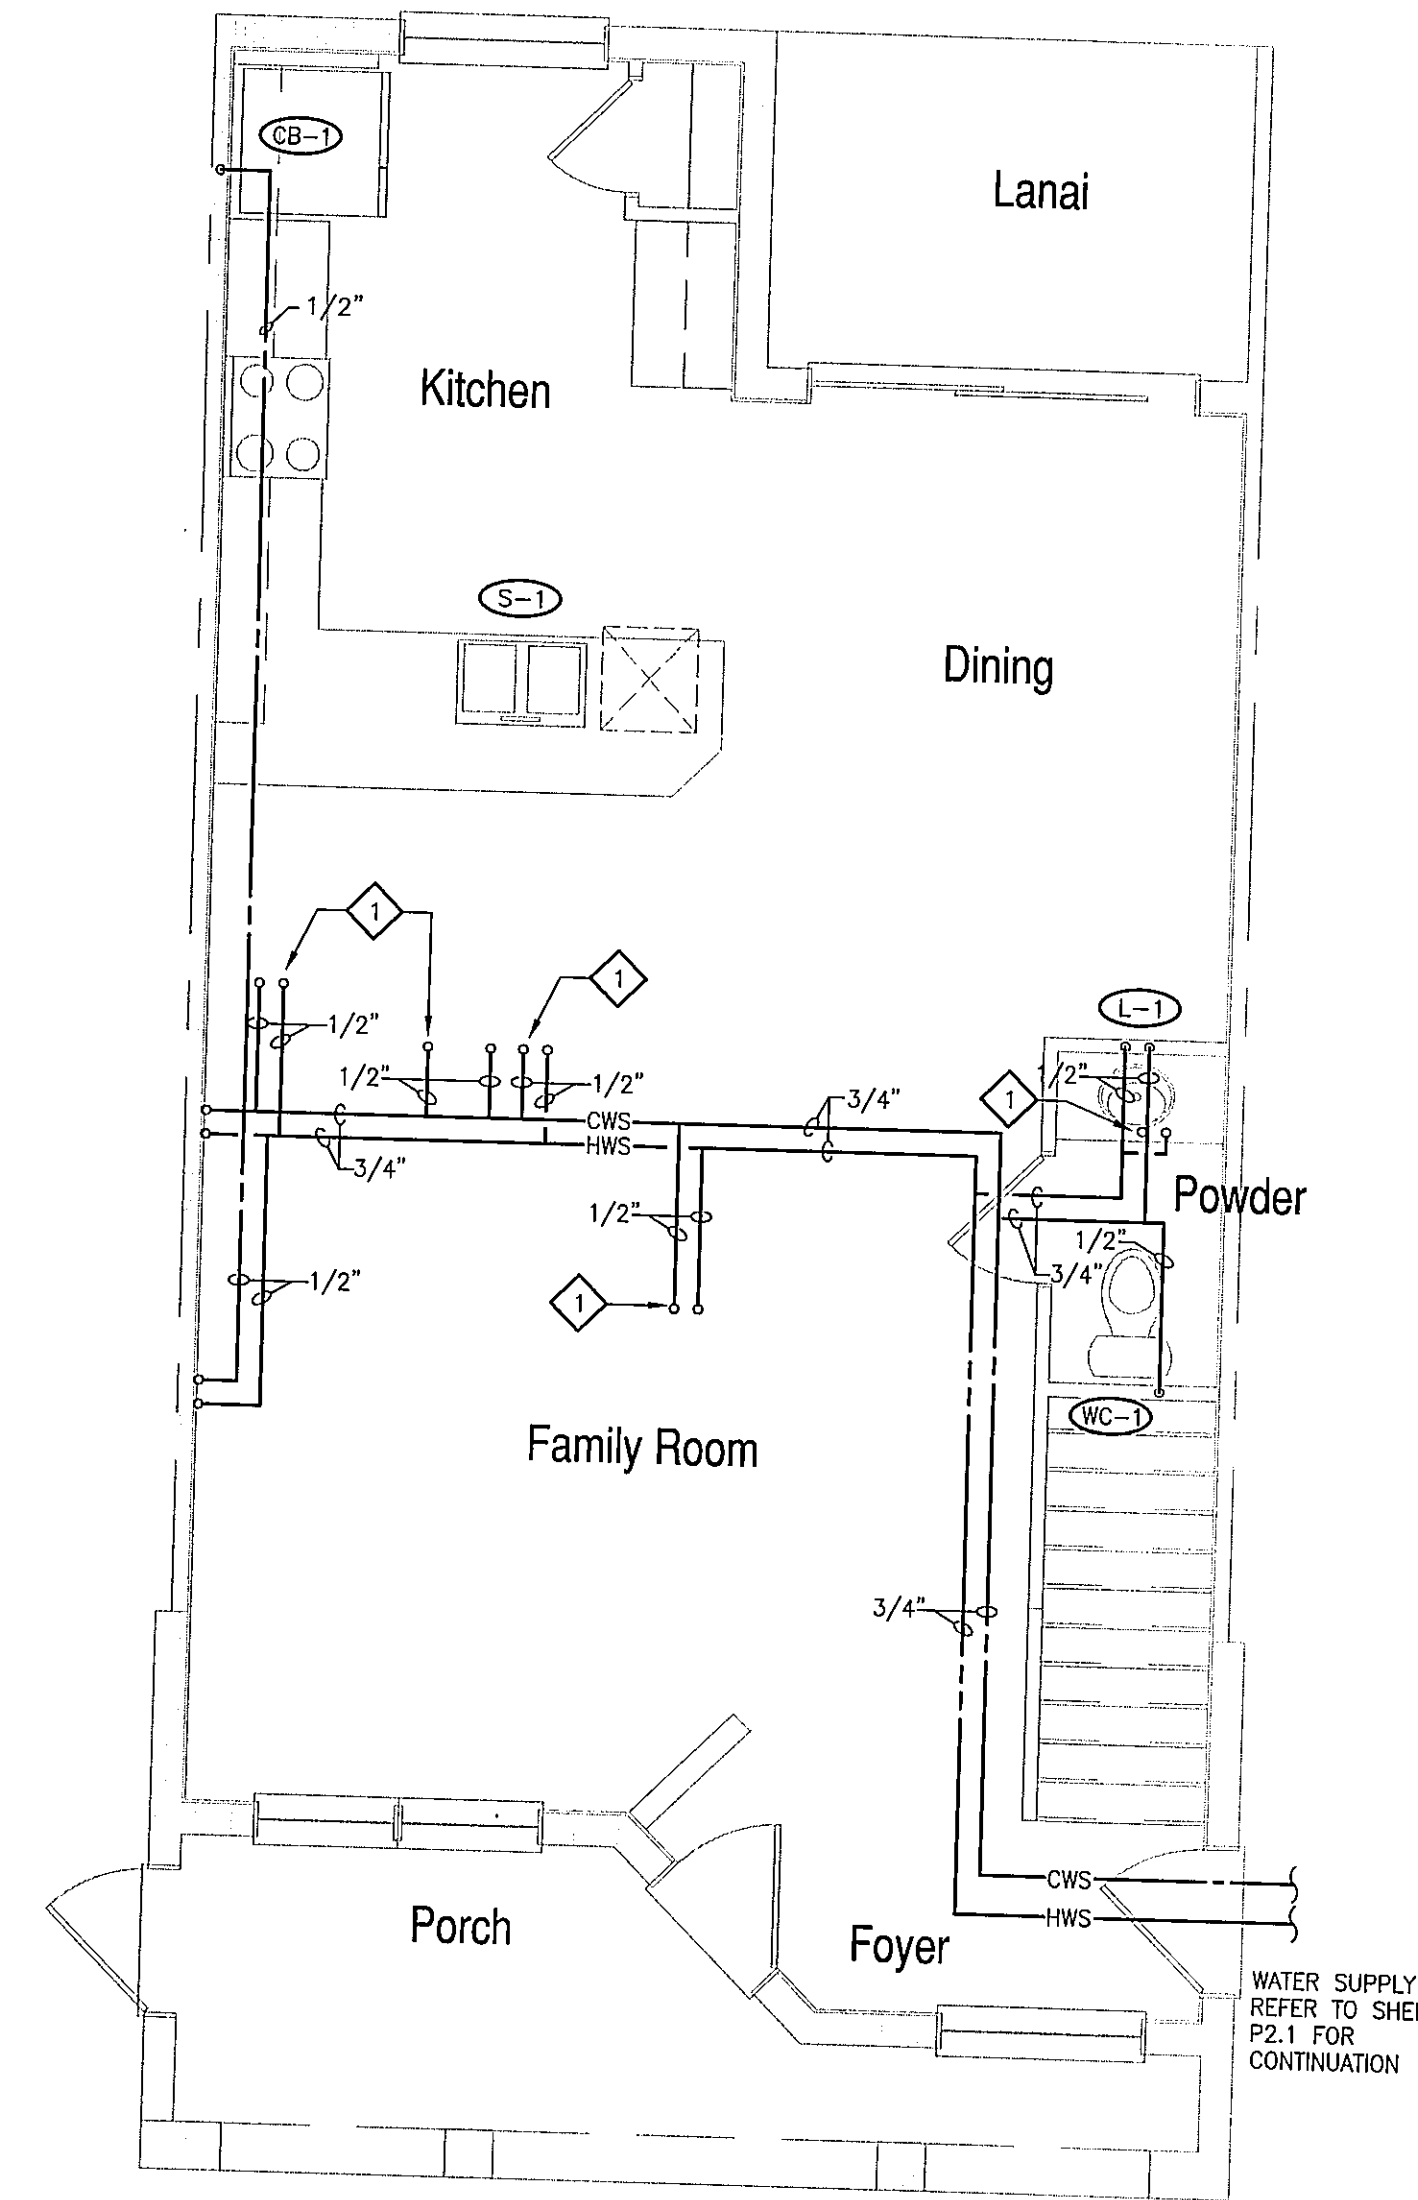 CB-1
Lanai
1/2"
Kitchen
S-1
Dining
1
1
L-1
1/2"
1/2"
1/2"
1/2"
1
3/4"
CWS
HWS
3/4"
Powder
1/2"
1/2"
3/4"
1/2"
1
WC-1
Family Room
3/4"
CWS
HWS
Porch
Foyer
WATER SUPPLY
REFER TO
P2.1 FOR
CONTINUATION